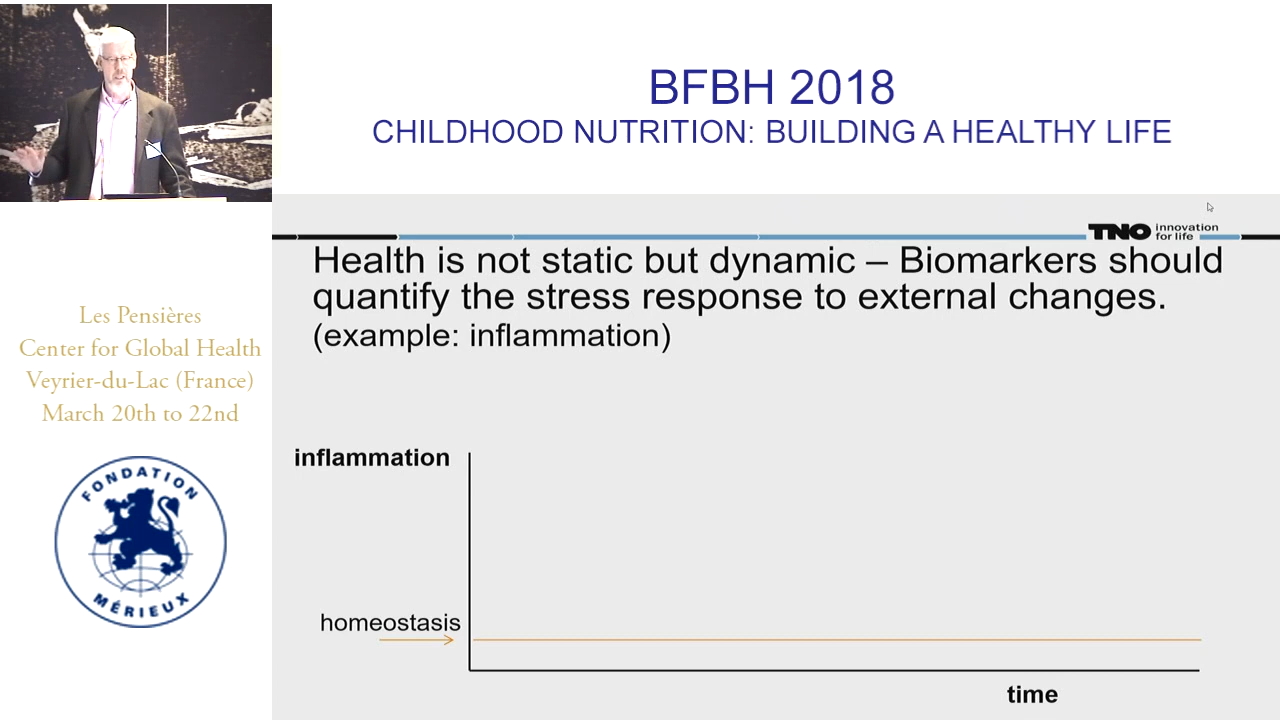 BFBH 2018
CHILDHOOD NUTRITION: BUILDING A HEALTHY LIFE
TNO innovation
for life
Health is not static but dynamic – Biomarkers should
quantify the stress response to external changes.
(example: inflammation)
inflammation
homeostasis
time
Les Pensières
Center for Global Health
Veyrier-du-Lac (France)
March 20th to 22nd
FONDATION
MÉRIEUX